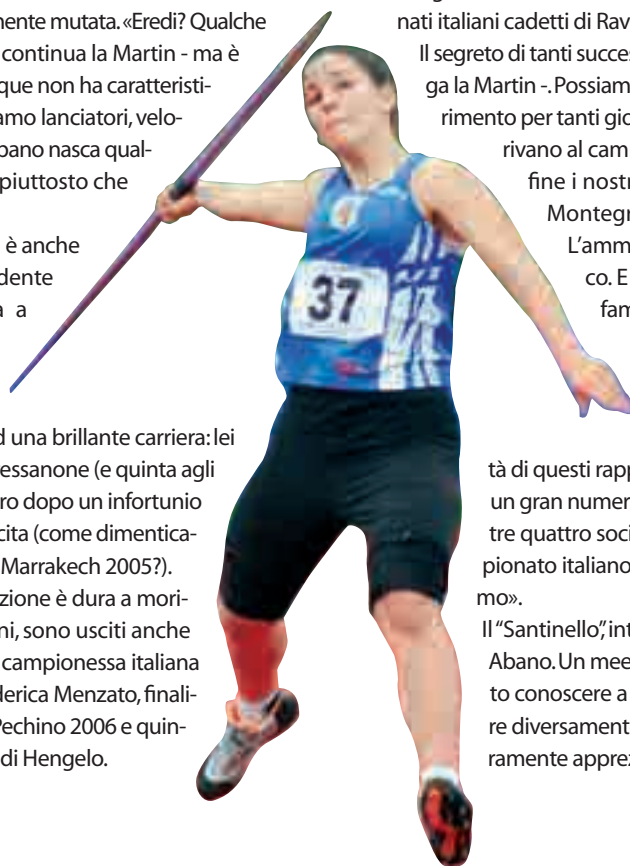 mente mutata. «Eredi? Qualche
continua la Martin - ma è
que non ha caratteristi-
amo lanciatori, velo-
pano nasca qual-
piuttosto che
è anche
dente
a a
una brillante carriera: lei
essanone (e quinta agli
ro dopo un infortunio
cita (come dimentica-
Marrakech 2005?).
zione è dura a mori-
ni, sono usciti anche
campionessa italiana
derica Menzato, finali-
Pechino 2006 e quin-
di Hengelo.
37
nati italiani cadetti di Rav
Il segreto di tanti succes
ga la Martin -. Possiam
rimento per tanti gio
rivano al cam
fine i nostr
Montegr
L'amm
co. E
fam
tà di questi rapp
un gran numer
tre quattro soci
pionato italiano
mo».
Il "Santinello", int
Abano. Un mee
to conoscere a
re diversament
ramente apprez